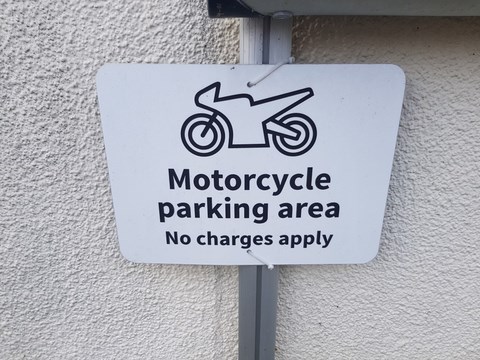 Motorcycle
parking area
No charges apply